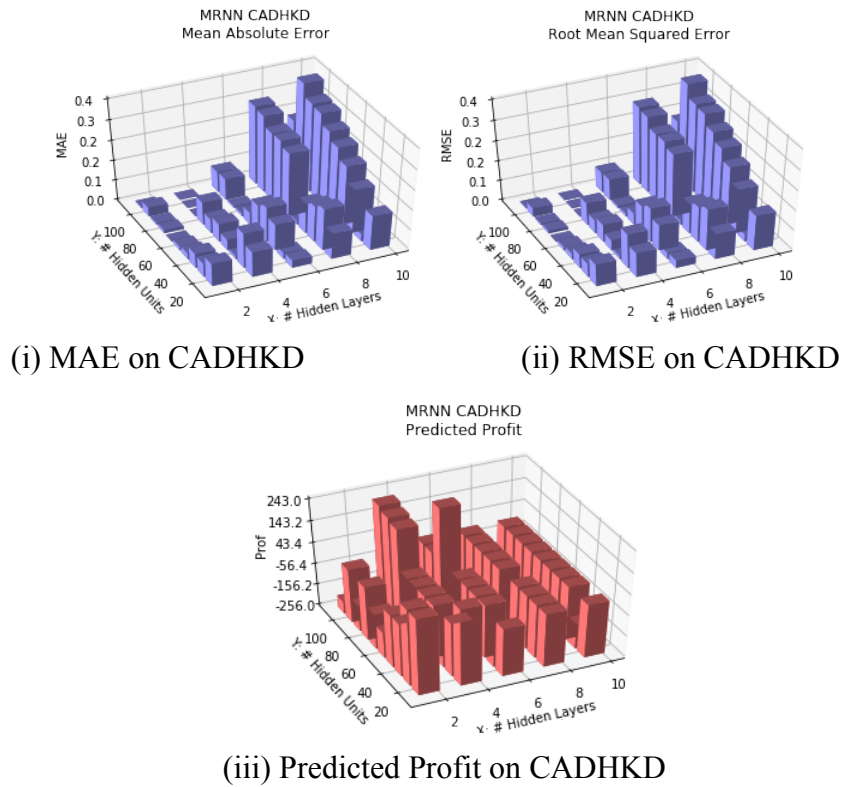 MRNN CADHKD
Mean Absolute Error
0.4
0.3
0.2
0.2
0.1
0.0
MAE
100
80
60
40
20
Y: # Hidden Units
2
4
6
8
10
X: # Hidden Layers
MRNN CADHKD
Root Mean Squared Error
0.4
0.3
0.2
0.2
0.1
0.0
RMSE
100
80
60
40
20
Y: # Hidden Units
2
4
6
8
10
X: # Hidden Layers
(i) MAE on CADHKD
(ii) RMSE on CADHKD
MRNN CADHKD
Predicted Profit
243.0
143.2
43.4
-56.4
-156.2
-256.0
Prof
100
80
60
40
20
Y: # Hidden Units
2
4
6
8
10
X: # Hidden Layers
(iii) Predicted Profit on CADHKD